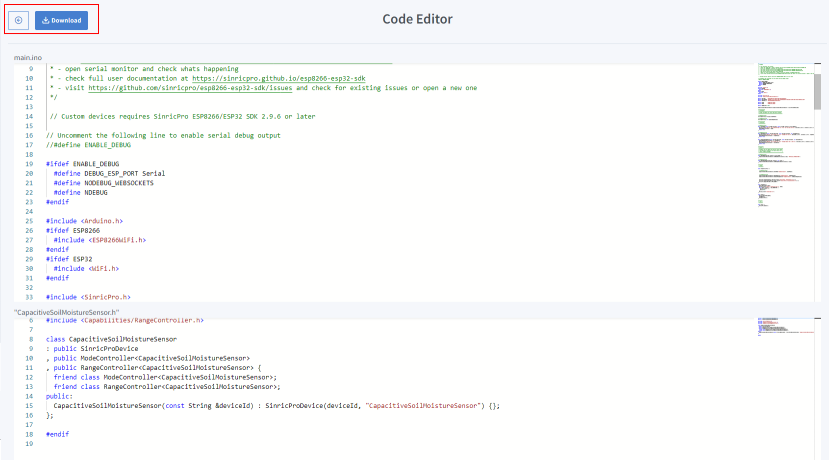 Download
Code Editor
main.ino
9 * - open serial monitor and check whats happening
10 * - check full user documentation at https://sinricpro.github.io/esp8266-esp32-sdk
11 * - visit https://github.com/sinricpro/esp8266-esp32-sdk/issues and check for existing issues or open a new one
12 */
13
14 // Custom devices requires SinricPro ESP8266/ESP32 SDK 2.9.6 or later
15
16 // Uncomment the following line to enable serial debug output
17 //#define ENABLE_DEBUG
18
19 #ifdef ENABLE_DEBUG
20 #define DEBUG_ESP_PORT Serial
21 #define NODEBUG_WEBSOCKETS
22 #define NDEBUG
23 #endif
24
25 #include <Arduino.h>
26 #ifdef ESP8266
27 #include <ESP8266WiFi.h>
28 #endif
29 #ifdef ESP32
30 #include <WiFi.h>
31 #endif
32
33 #include <SinricPro.h>
"CapacitiveSoilMoistureSensor.h"
6 #include <Capabilities/RangeController.h>
7
8 class CapacitiveSoilMoistureSensor
9 : public SinricProDevice
10 , public ModeController<CapacitiveSoilMoistureSensor>
11 , public RangeController<CapacitiveSoilMoistureSensor> {
12 friend class ModeController<CapacitiveSoilMoistureSensor>;
13 friend class RangeController<CapacitiveSoilMoistureSensor>;
14 public:
15 CapacitiveSoilMoistureSensor(const String &deviceId) : SinricProDevice(deviceId, "CapacitiveSoilMoistureSensor") {};
16 };
17
18 #endif
19